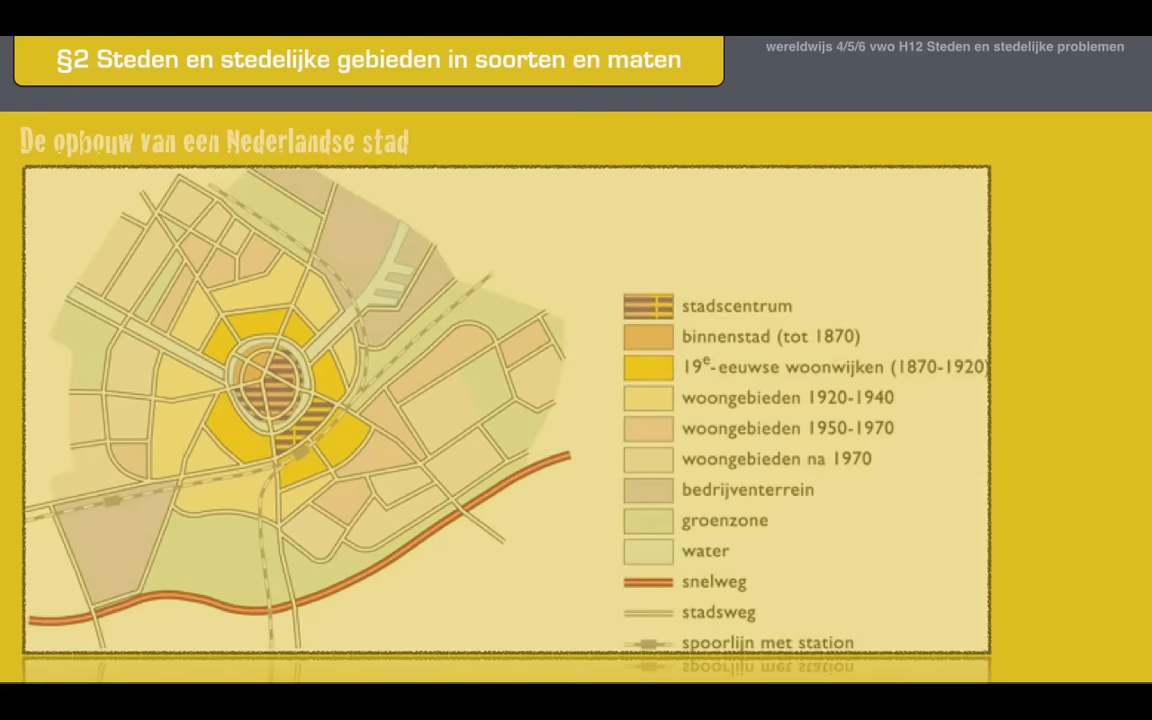 §2 Steden en stedelijke gebieden in soorten en maten
wereldwijs 4/5/6 vwo H12 Steden en stedelijke problemen
De opbouw van een Nederlandse stad
stadscentrum
binnenstad (tot 1870)
19e-eeuwse woonwijken (1870-1920)
woongebieden 1920-1940
woongebieden 1950-1970
woongebieden na 1970
bedrijventerrein
groenzone
water
snelweg
stadsweg
spoorlijn met station